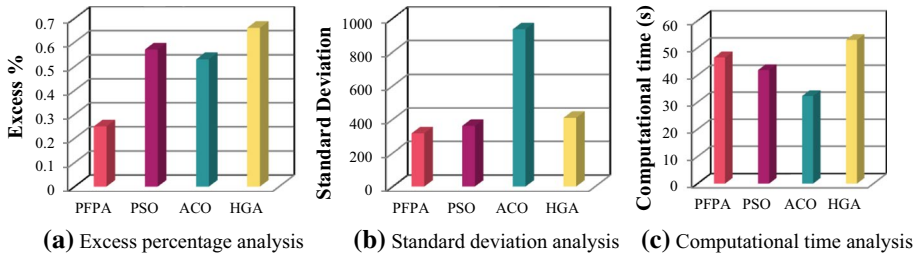 Excess %
0.7
0.6
0.5
0.4
0.3
0.2
0.1
0
PFPA PSO ACO HGA
(a) Excess percentage analysis
Standard Deviation
1000
800
600
400
200
0
PFPA PSO ACO HGA
(b) Standard deviation analysis
Computational time (s)
60
50
40
30
20
10
0
PFPA PSO ACO HGA
(c) Computational time analysis